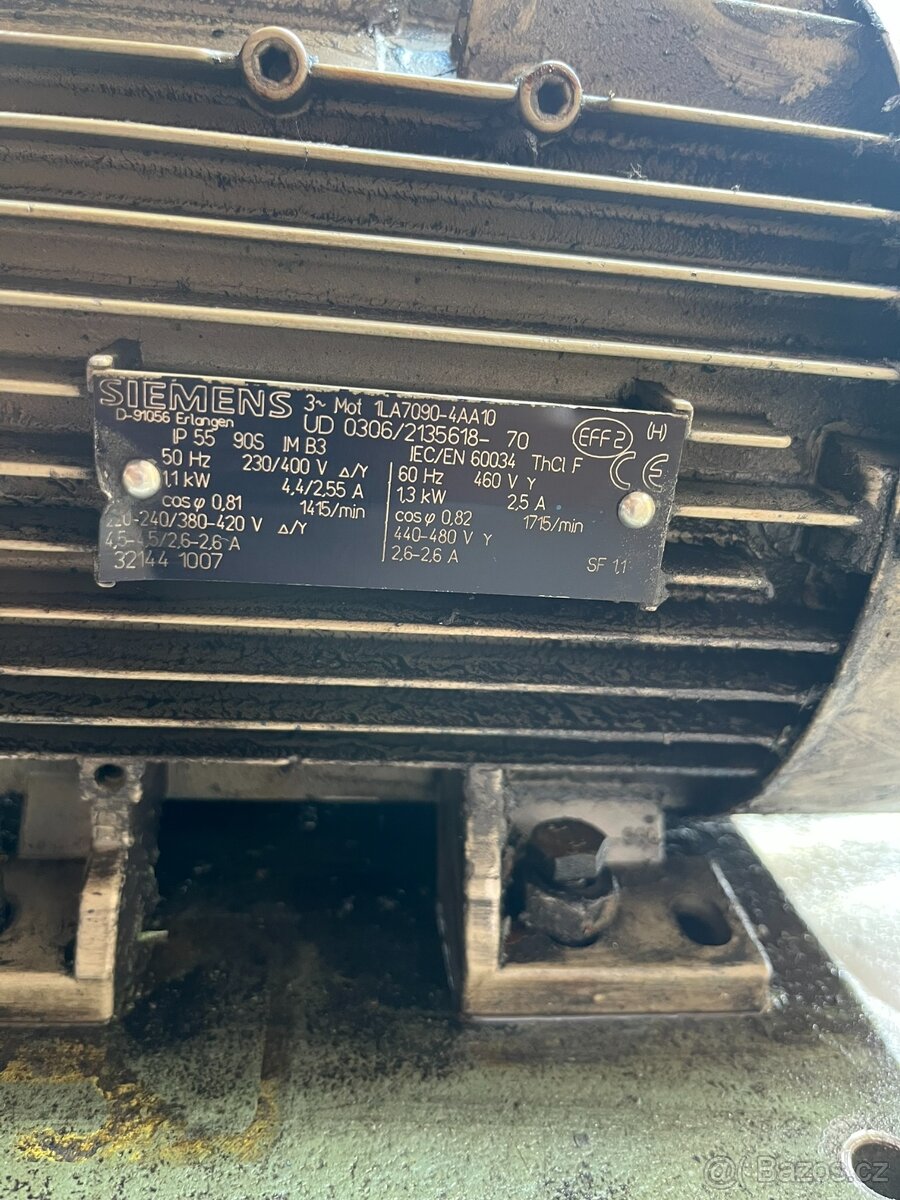 SIEMENS 3~ Mot 1LA7090-4AA10
D-91056 Erlangen UD 0306/2135618- 70 EFF2 (H)
IP 55 90S IM B3 IEC/EN 60034 ThCl F CE
50 Hz 230/400 V Δ/Y 60 Hz 460 V Y
1,1 kW 4,4/2,55 A 1,3 kW 2,5 A
cos φ 0,81 1415/min cos φ 0,82 1715/min
220-240/380-420 V Δ/Y 440-480 V Y
4,5-4,5/2,6-2,6 A 2,6-2,6 A SF 1,1
32144 1007
@ Bazos.cz